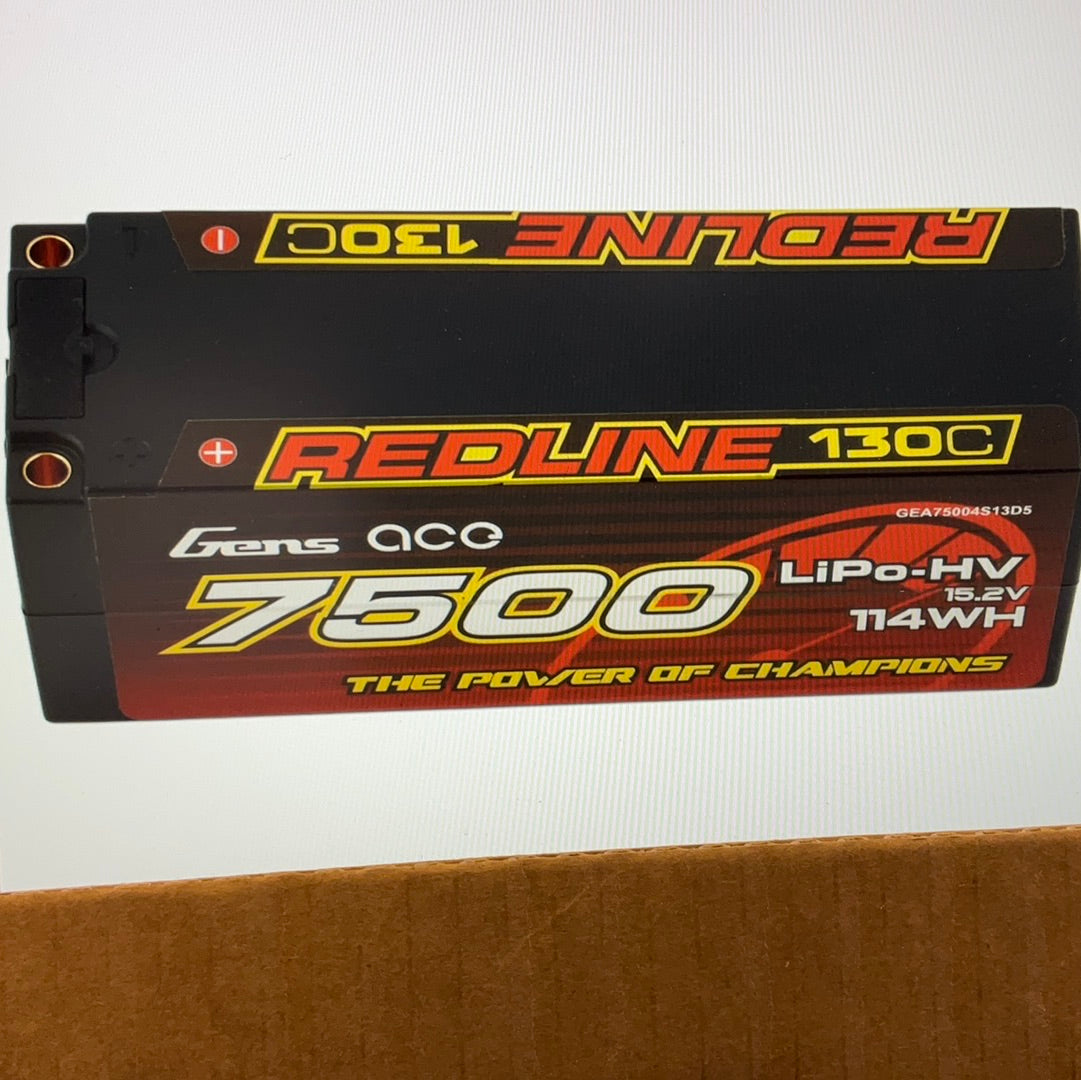 REDLINE 130C
REDLINE 130C
GEA75004S13D5
Gens ace
LiPo-HV
7500
15.2V
114WH
THE POWER OF CHAMPIONS